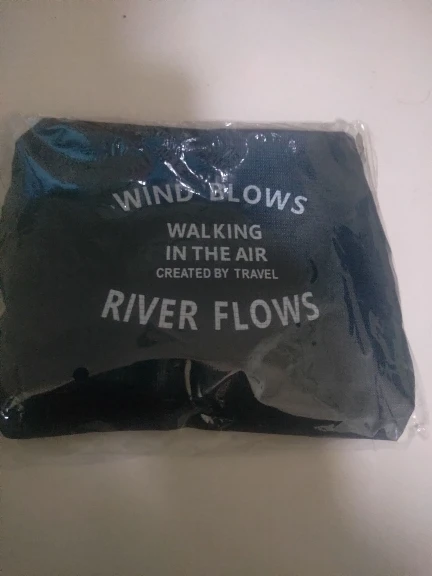 WIND BLOWS
WALKING
IN THE AIR
CREATED BY TRAVEL
RIVER FLOWS